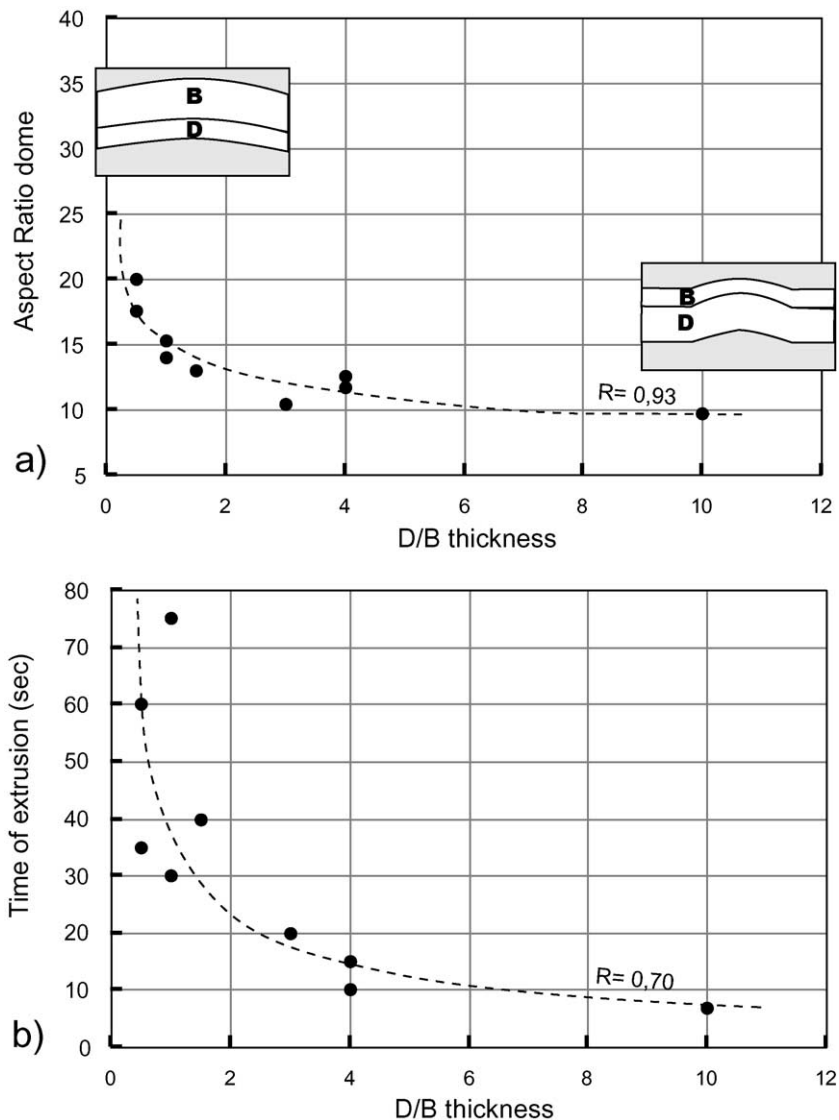 40
35
30
25
20
15
10
5
Aspect Ratio dome
B
D
B
D
R= 0,93
a)
0 2 4 6 8 10 12
D/B thickness
80
70
60
50
40
30
20
10
0
Time of extrusion (sec)
R= 0,70
b)
0 2 4 6 8 10 12
D/B thickness